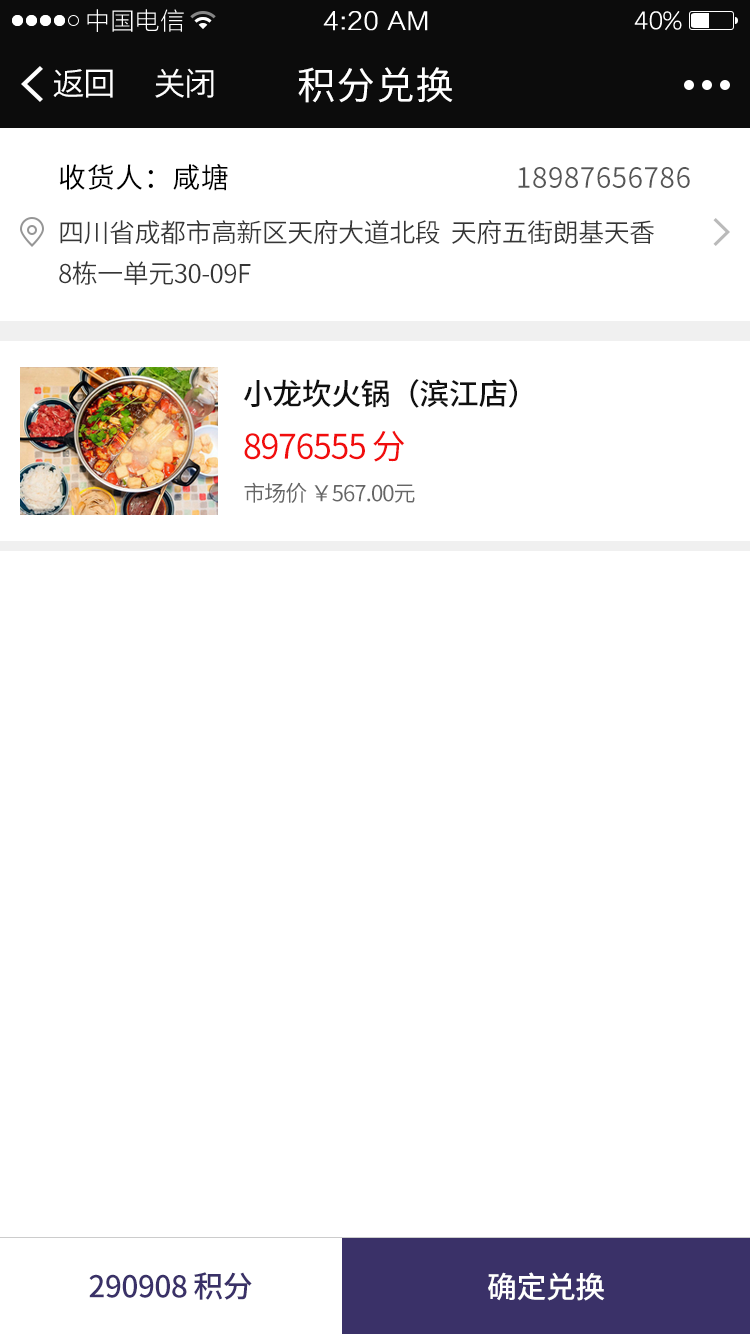 中国电信 4:20 AM 40%
返回 关闭 积分兑换
收货人：咸塘 18987656786
四川省成都市高新区天府大道北段 天府五街朗基天香
8栋一单元30-09F
小龙坎火锅（滨江店）
8976555 分
市场价 ￥567.00元
290908 积分 确定兑换